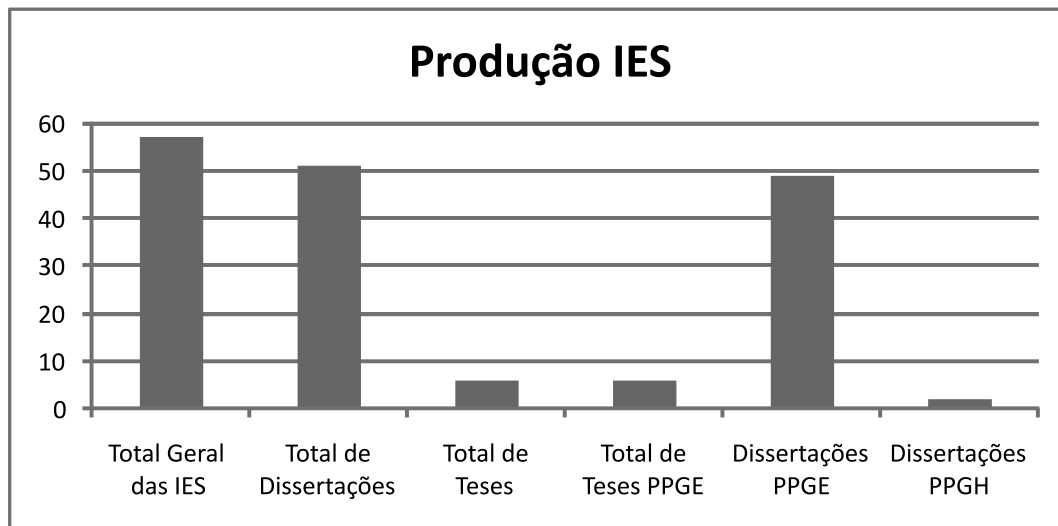 Produção IES
60
50
40
30
20
10
0
Total Geral
das IES
Total de
Dissertações
Total de
Teses
Total de
Teses PPGE
Dissertações
PPGE
Dissertações
PPGH